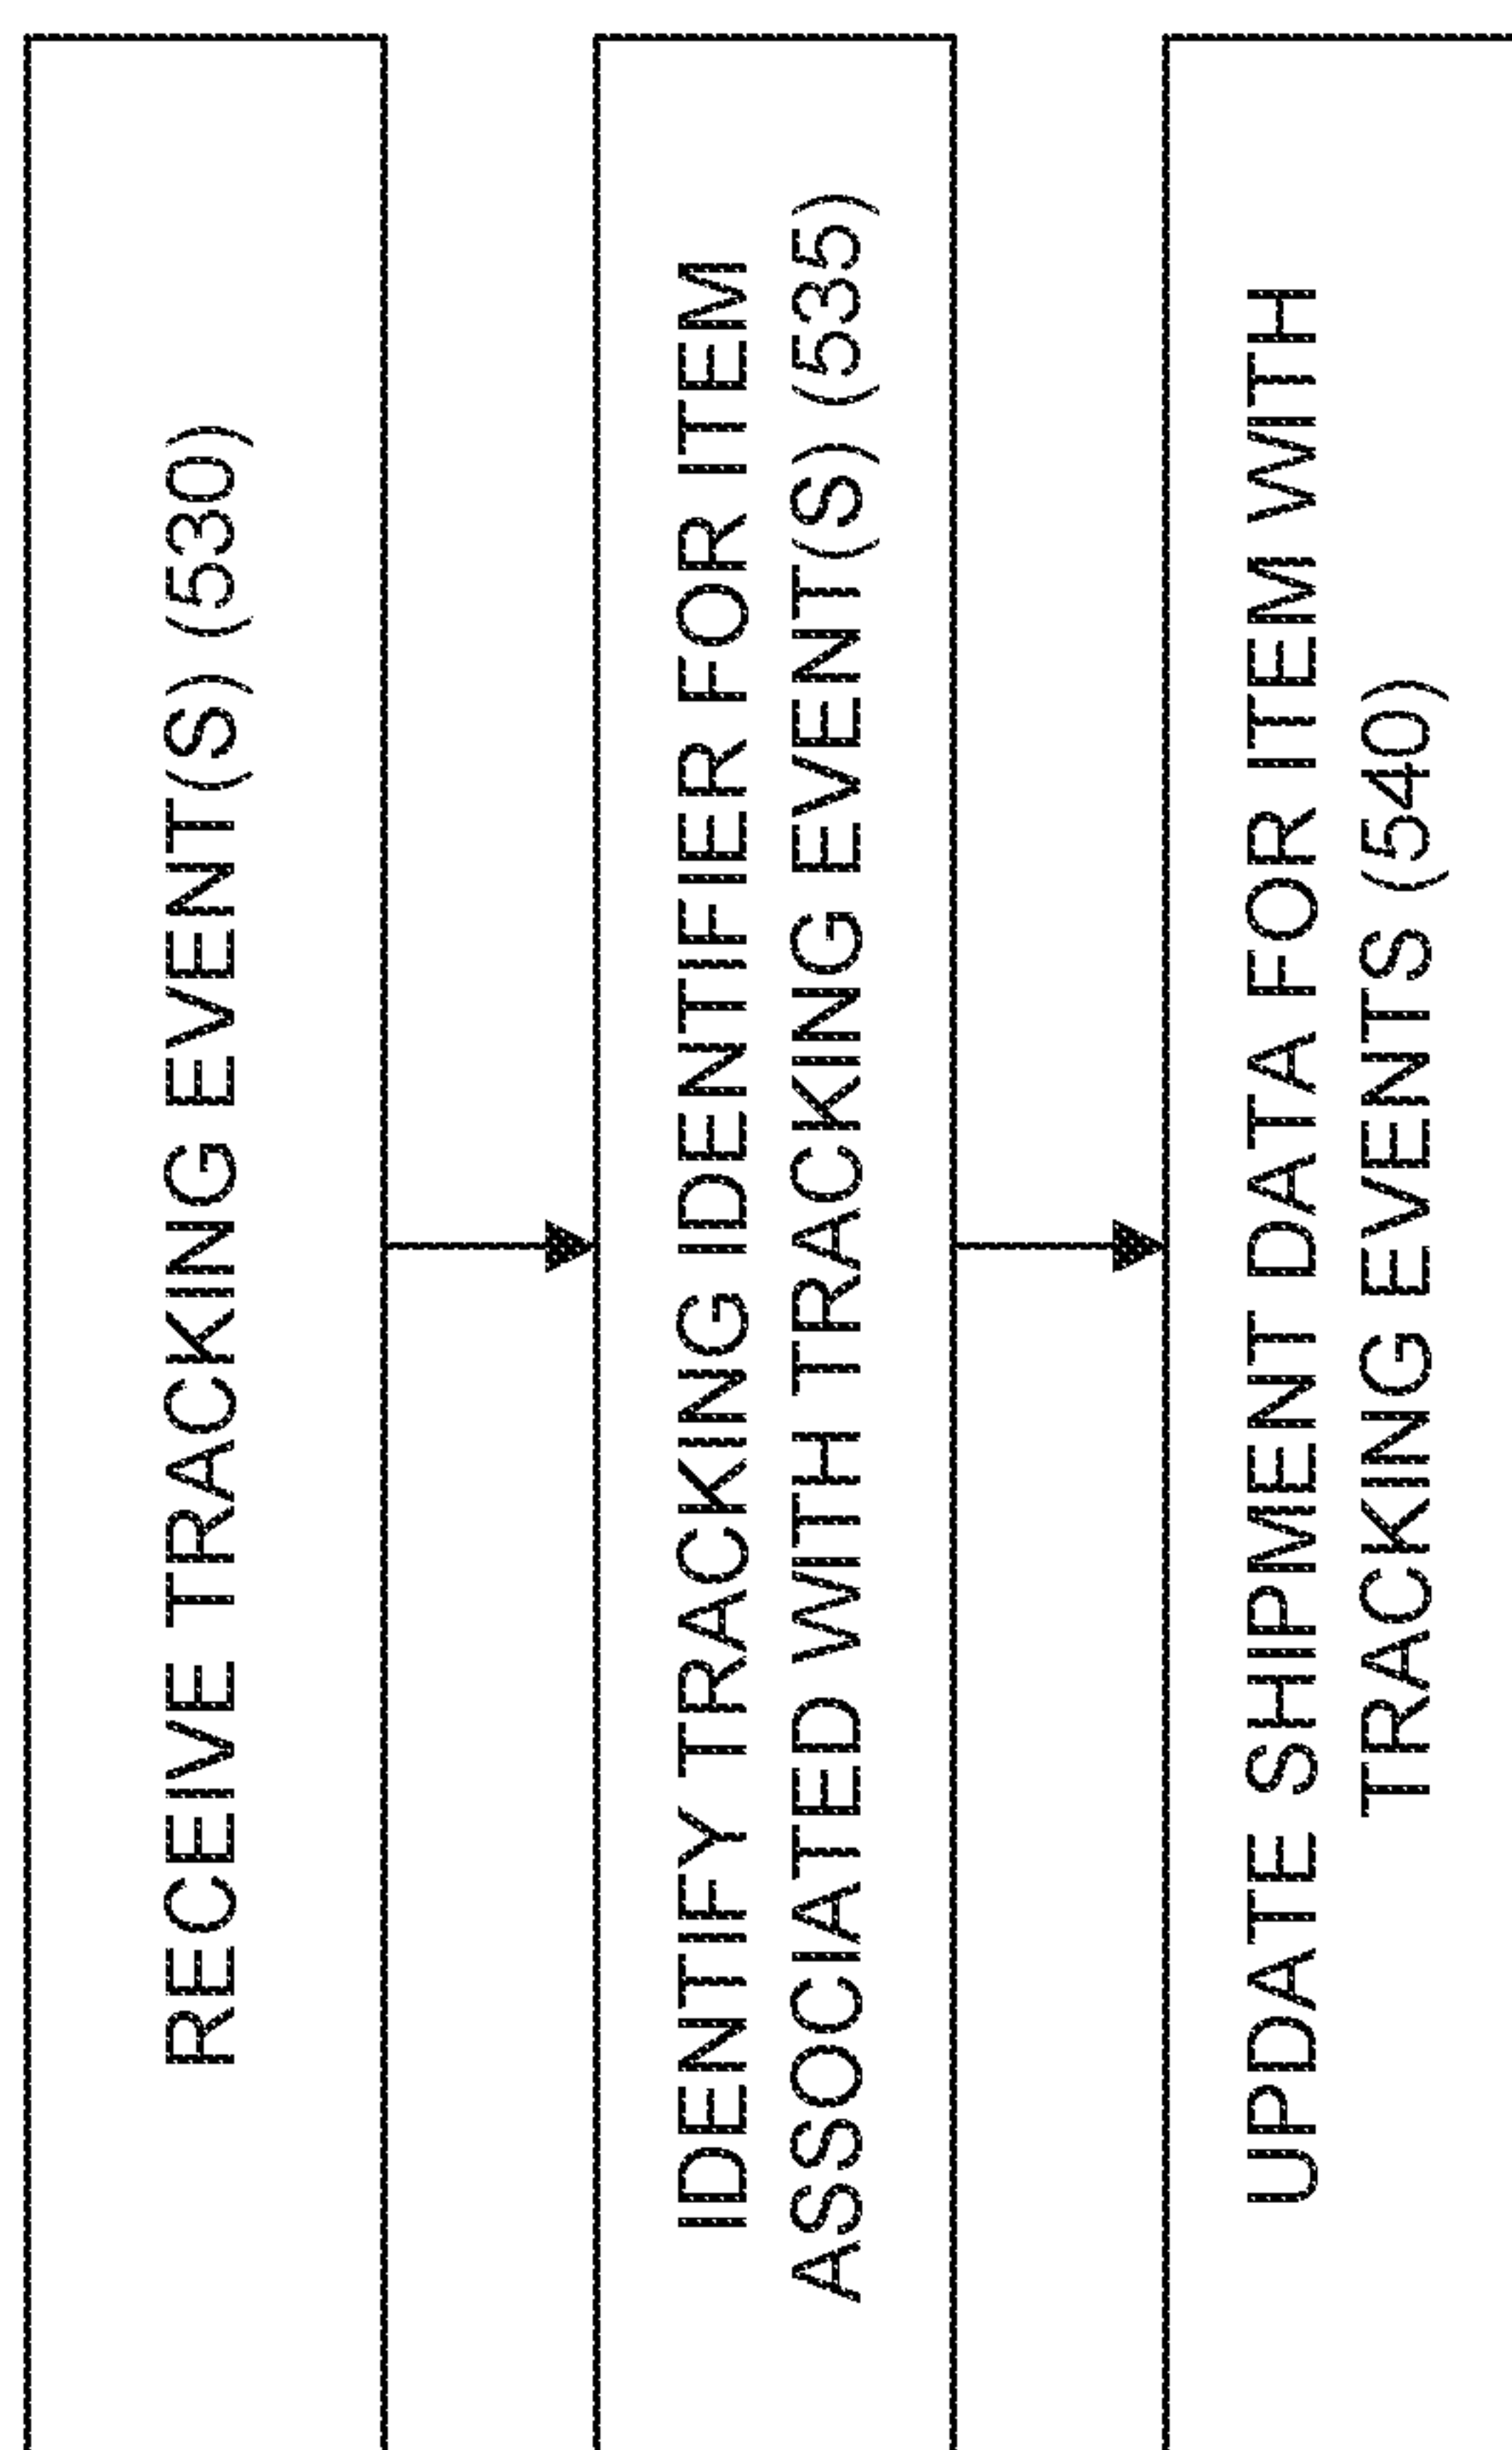 RECEIVE TRACKING EVENT(S) (530)
IDENTIFY TRACKING IDENTIFIER FOR ITEM
ASSOCIATED WITH TRACKING EVENT(S) (535)
UPDATE SHIPMENT DATA FOR ITEM WITH
TRACKING EVENTS (540)